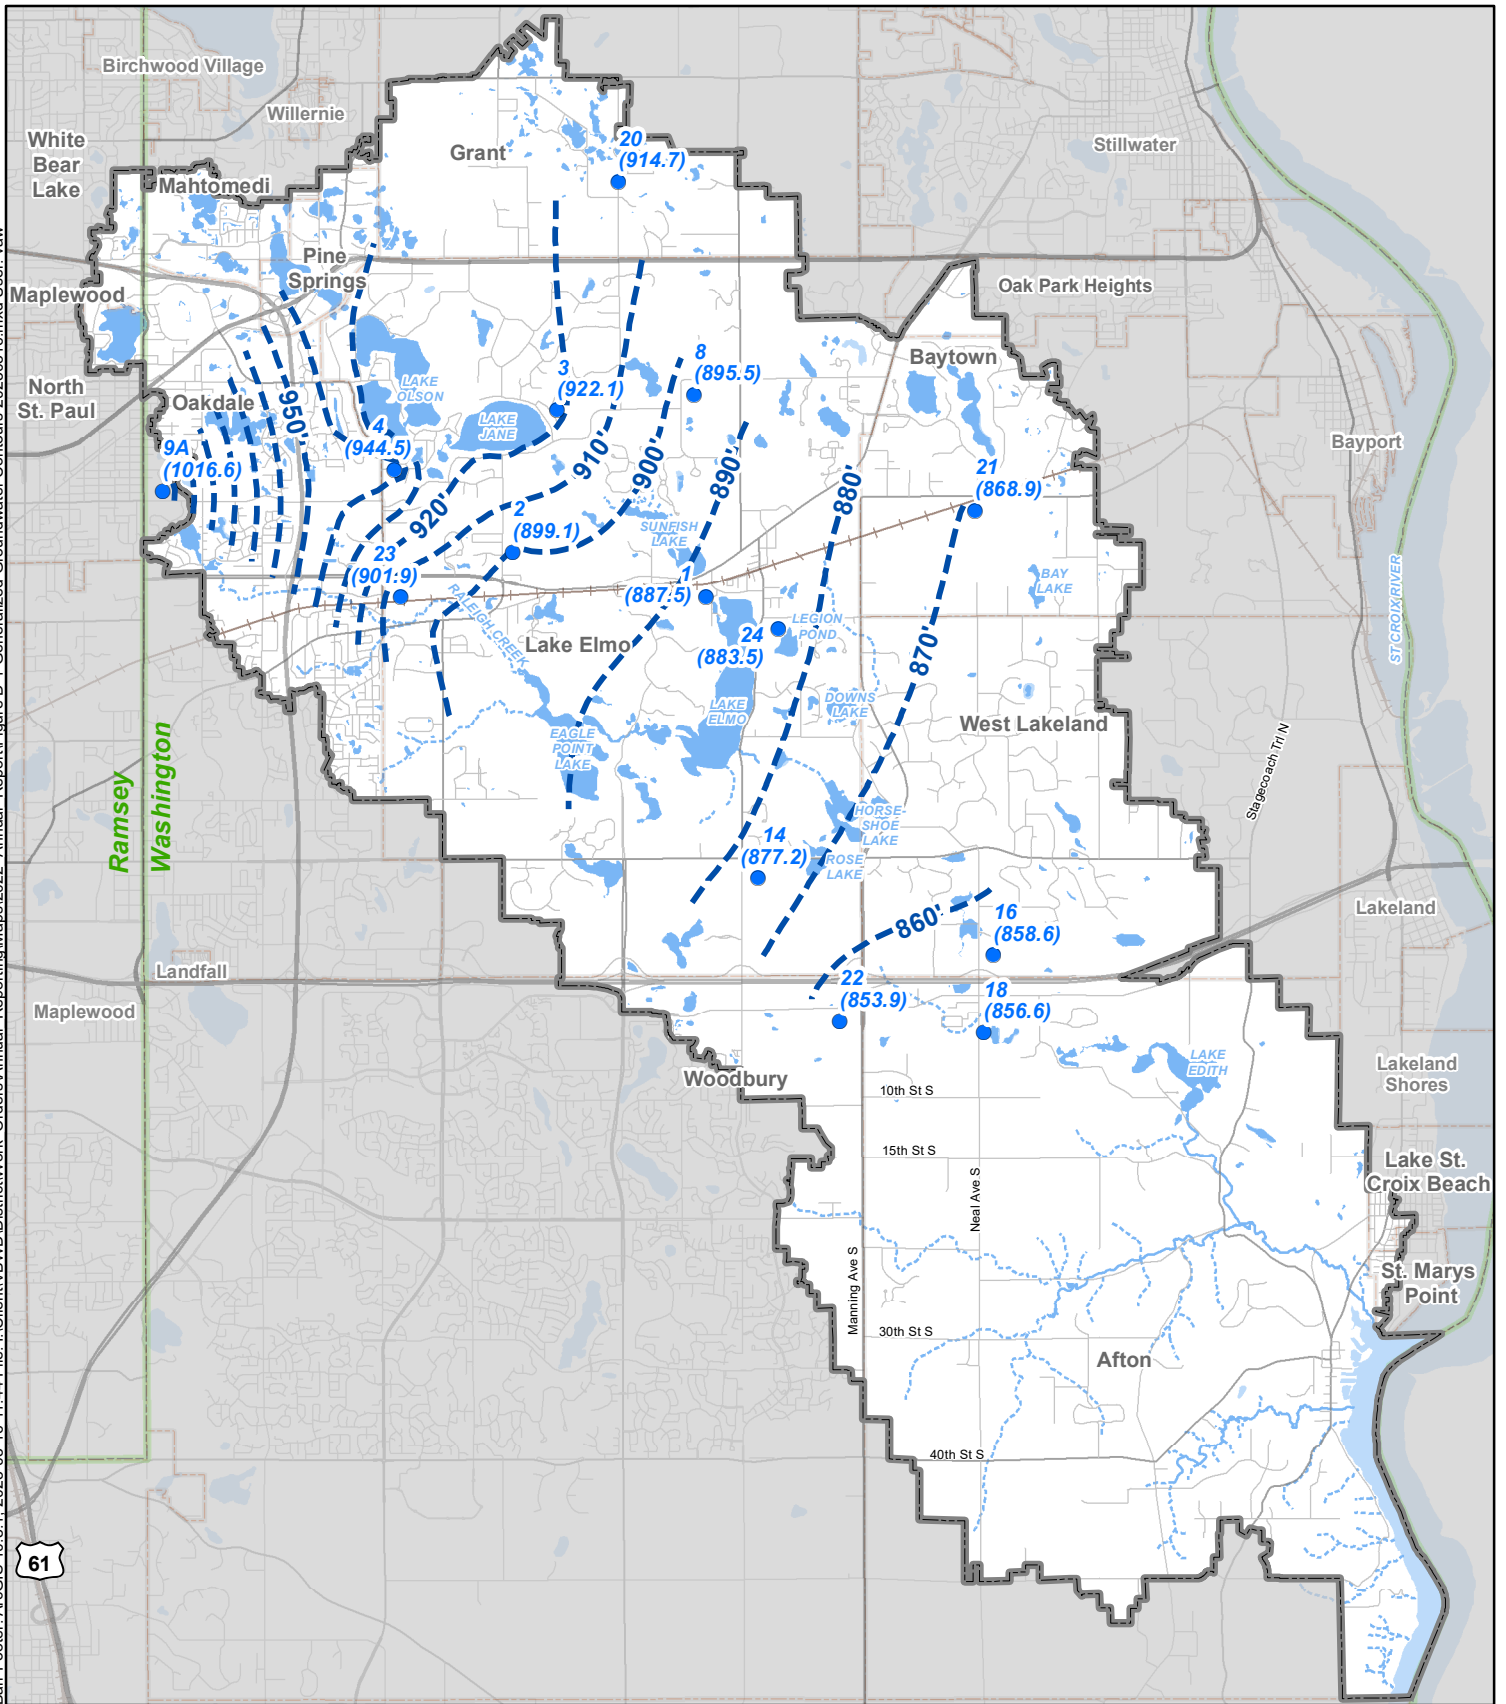 Birchwood Village
Willernie
White
Bear
Lake
Mahtomedi
Grant
20
(914.7)
Stillwater
Pine
Springs
Maplewood
Oak Park Heights
North
St. Paul
Oakdale
950'
LAKE
OLSON
LAKE
JANE
3
(922.1)
8
(895.5)
Baytown
Bayport
9A
(1016.6)
4
(944.5)
910'
900'
890'
880'
21
(868.9)
920'
2
(899.1)
SUNFISH
LAKE
23
(901.9)
1
(887.5)
BAY
LAKE
ST CROIX RIVER
RALEIGH CREEK
Lake Elmo
24
(883.5)
LEGION
POND
870'
LAKE
ELMO
DOWNS
LAKE
West Lakeland
EAGLE
POINT
LAKE
Stagecoach Trl N
Ramsey
Washington
HORSE-
SHOE
LAKE
14
(877.2)
ROSE
LAKE
860'
16
(858.6)
Lakeland
Landfall
Maplewood
22
(853.9)
18
(856.6)
LAKE
EDITH
Lakeland
Shores
Woodbury
10th St S
15th St S
Lake St.
Croix Beach
Neal Ave S
Manning Ave S
St. Marys
Point
30th St S
Afton
40th St S
61